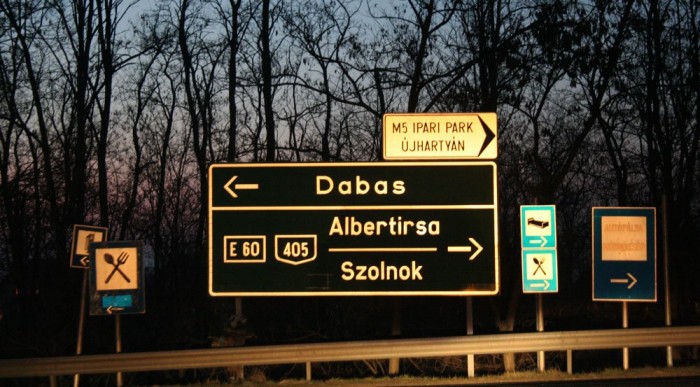 M5 IPARI PARK
ÚJHARTYÁN
Dabas
Albertirsa
E 60 405
Szolnok